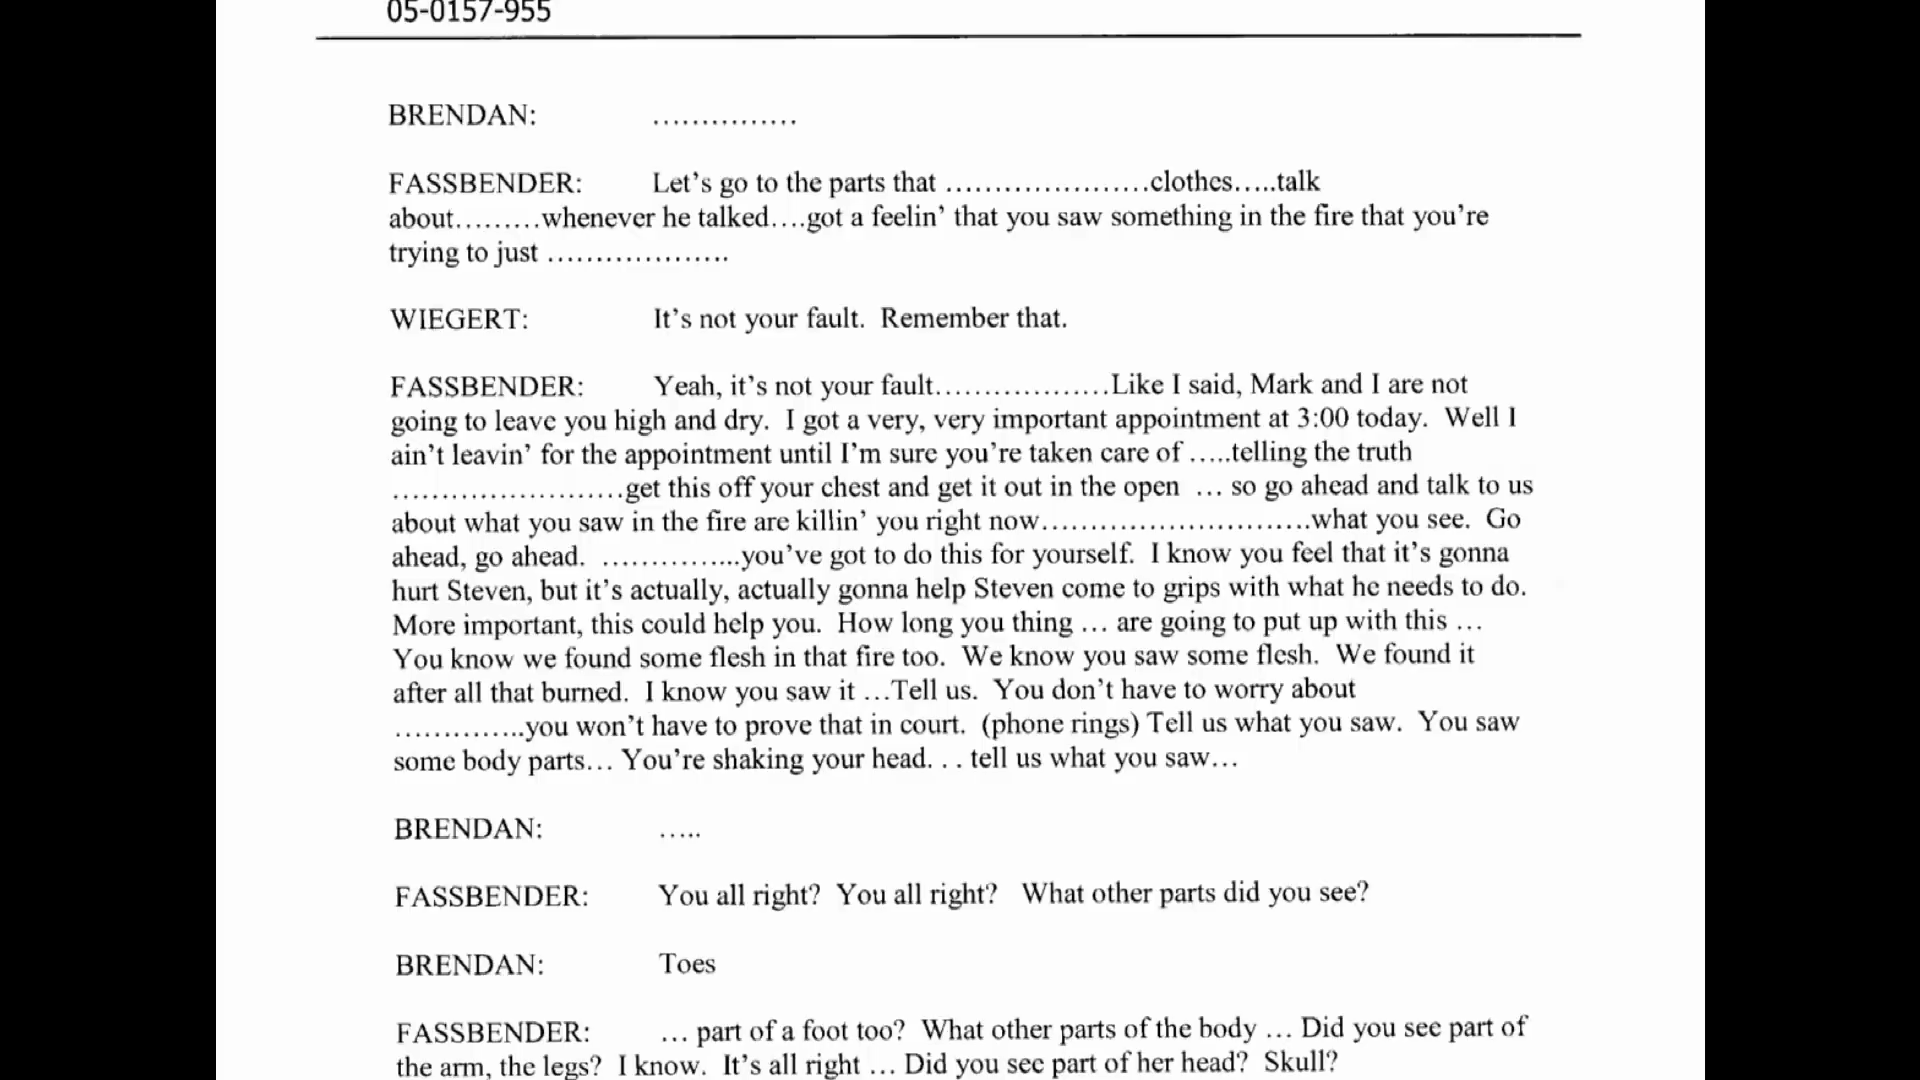 05-0157-955
BRENDAN: ...............
FASSBENDER: Let's go to the parts that .....................clothes.....talk
about.........whenever he talked....got a feelin' that you saw something in the fire that you're
trying to just ...................
WIEGERT: It's not your fault. Remember that.
FASSBENDER: Yeah, it's not your fault..................Like I said, Mark and I are not
going to leave you high and dry. I got a very, very important appointment at 3:00 today. Well I
ain't leavin' for the appointment until I'm sure you're taken care of .....telling the truth
........................get this off your chest and get it out in the open ... so go ahead and talk to us
about what you saw in the fire are killin' you right now............................what you see. Go
ahead, go ahead. ..............you've got to do this for yourself. I know you feel that it's gonna
hurt Steven, but it's actually, actually gonna help Steven come to grips with what he needs to do.
More important, this could help you. How long you thing ... are going to put up with this ...
You know we found some flesh in that fire too. We know you saw some flesh. We found it
after all that burned. I know you saw it ...Tell us. You don't have to worry about
..............you won't have to prove that in court. (phone rings) Tell us what you saw. You saw
some body parts... You're shaking your head. . . tell us what you saw...
BRENDAN: .....
FASSBENDER: You all right? You all right? What other parts did you see?
BRENDAN: Toes
FASSBENDER: ... part of a foot too? What other parts of the body ... Did you see part of
the arm, the legs? I know. It's all right ... Did you see part of her head? Skull?